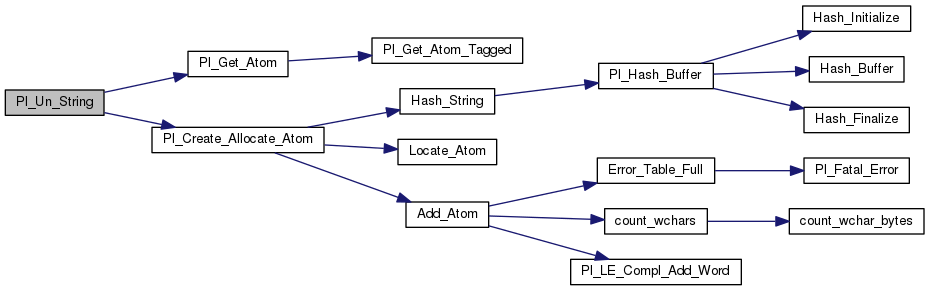 Pl_Un_String
Pl_Get_Atom
Pl_Get_Atom_Tagged
Pl_Create_Allocate_Atom
Hash_String
Pl_Hash_Buffer
Hash_Initialize
Hash_Buffer
Hash_Finalize
Locate_Atom
Add_Atom
Error_Table_Full
Pl_Fatal_Error
count_wchars
count_wchar_bytes
Pl_LE_Compl_Add_Word